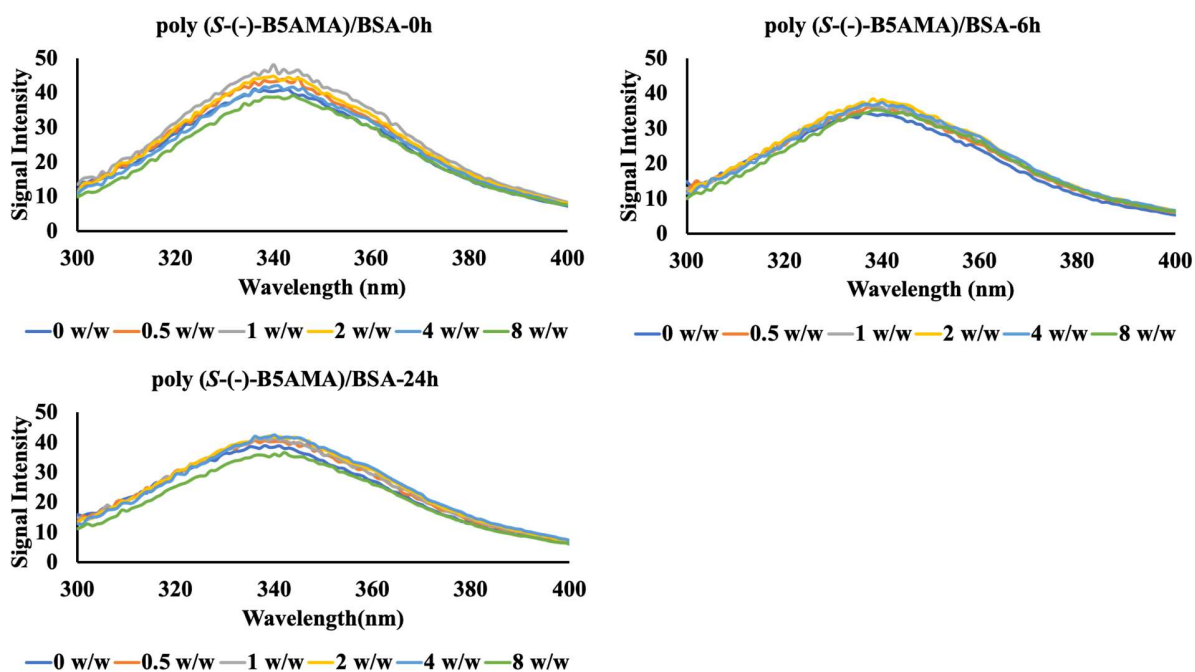 poly (S-(-)-B5AMA)/BSA-0h
Signal Intensity
50
40
30
20
10
0
300 320 340 360 380 400
Wavelength (nm)
0 w/w 0.5 w/w 1 w/w 2 w/w 4 w/w 8 w/w
poly (S-(-)-B5AMA)/BSA-6h
Signal Intensity
50
40
30
20
10
0
300 320 340 360 380 400
Wavelength (nm)
0 w/w 0.5 w/w 1 w/w 2 w/w 4 w/w 8 w/w
poly (S-(-)-B5AMA)/BSA-24h
Signal Intensity
50
40
30
20
10
0
300 320 340 360 380 400
Wavelength(nm)
0 w/w 0.5 w/w 1 w/w 2 w/w 4 w/w 8 w/w